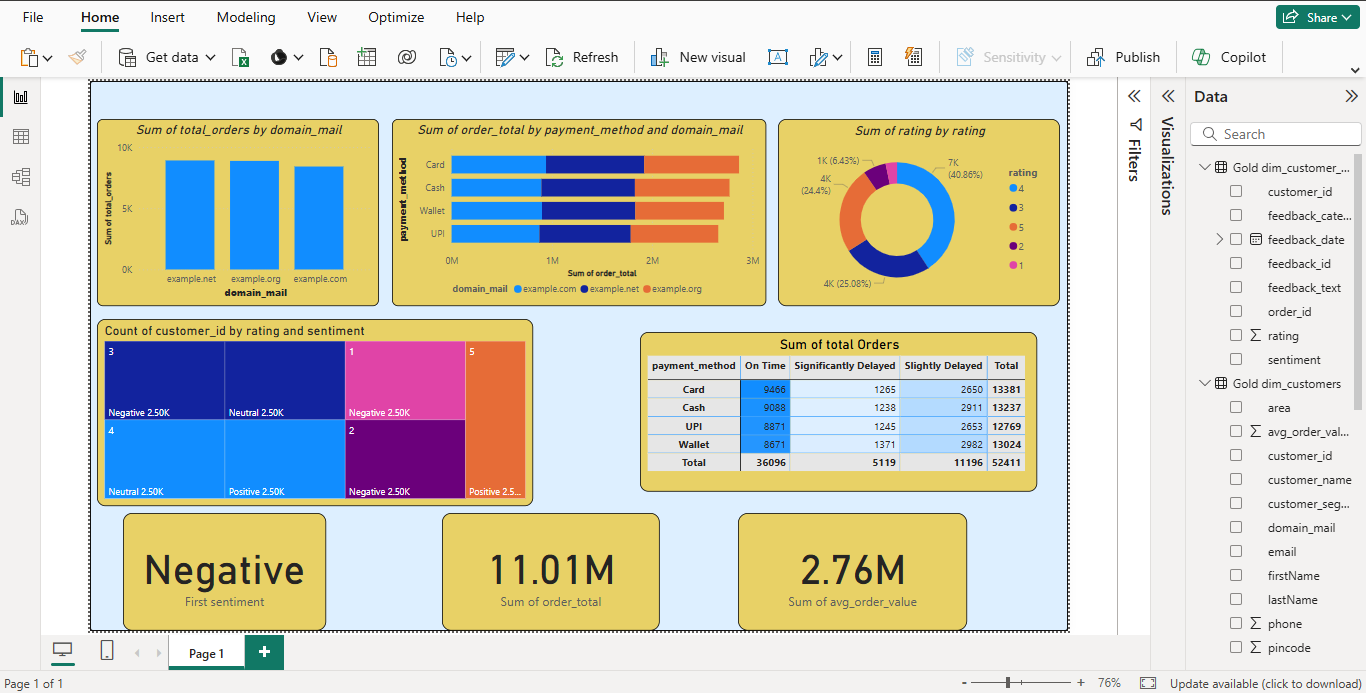 File Home Insert Modeling View Optimize Help Share
Get data Refresh New visual Sensitivity Publish Copilot
Sum of total_orders by domain_mail
10K
5K
0K
Sum of total_orders
example.net example.org example.com
domain_mail
Sum of order_total by payment_method and domain_mail
payment_method
Card
Cash
Wallet
UPI
0M 1M 2M 3M
Sum of order_total
domain_mail example.com example.net example.org
Sum of rating by rating
1K (6.43%)
7K
(40.86%)
4K
(24.4%)
4K (25.08%)
rating
4
3
5
2
1
Count of customer_id by rating and sentiment
3 1 5
Negative 2.50K Neutral 2.50K Negative 2.50K
4 2
Neutral 2.50K Positive 2.50K Negative 2.50K Positive 2.5...
Sum of total Orders
payment_method On Time Significantly Delayed Slightly Delayed Total
Card 9466 1265 2650 13381
Cash 9088 1238 2911 13237
UPI 8871 1245 2653 12769
Wallet 8671 1371 2982 13024
Total 36096 5119 11196 52411
Negative
First sentiment
11.01M
Sum of order_total
2.76M
Sum of avg_order_value
Filters
Visualizations
Data
Search
Gold dim_customer_...
customer_id
feedback_cate...
feedback_date
feedback_id
feedback_text
order_id
rating
sentiment
Gold dim_customers
area
avg_order_val...
customer_id
customer_name
customer_seg...
domain_mail
email
firstName
lastName
phone
pincode
DAX
Page 1
Page 1 of 1
- + 76% Update available (click to download)